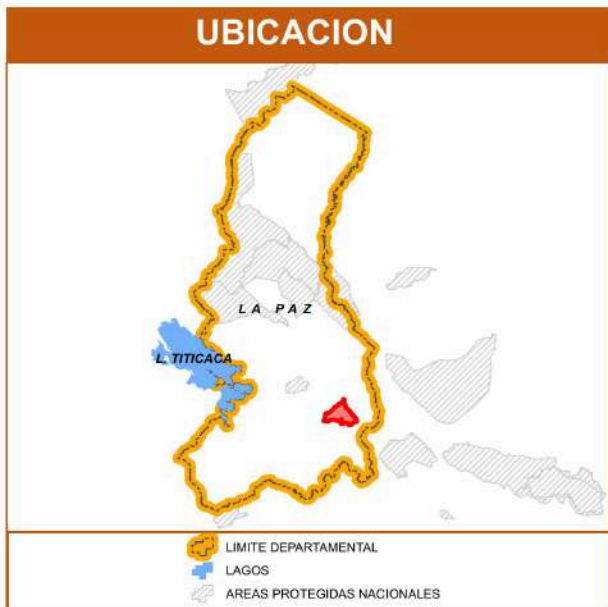 UBICACION
LA PAZ
L. TITICACA
LIMITE DEPARTAMENTAL
LAGOS
AREAS PROTEGIDAS NACIONALES